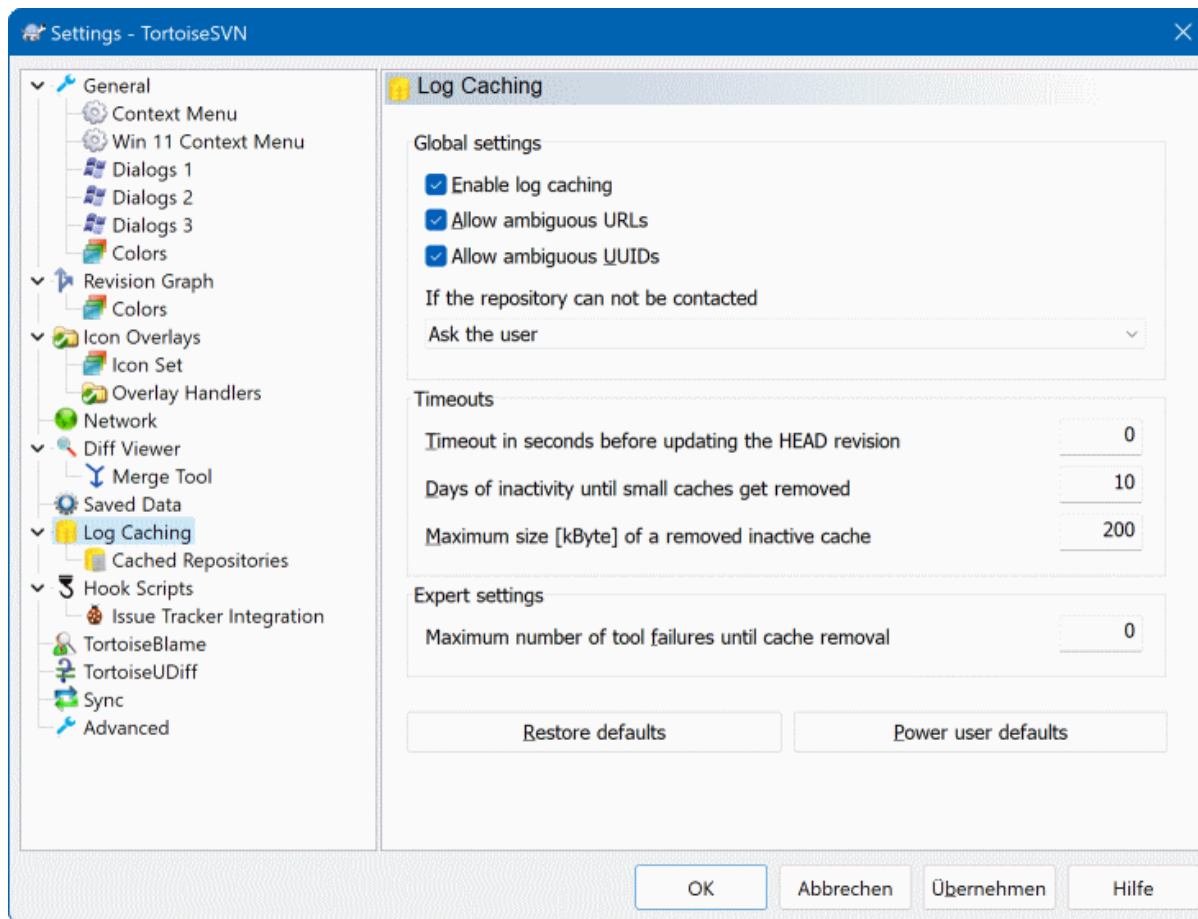 Settings - TortoiseSVN
General
Context Menu
Win 11 Context Menu
Dialogs 1
Dialogs 2
Dialogs 3
Colors
Revision Graph
Colors
Icon Overlays
Icon Set
Overlay Handlers
Network
Diff Viewer
Merge Tool
Saved Data
Log Caching
Cached Repositories
Hook Scripts
Issue Tracker Integration
TortoiseBlame
TortoiseUDiff
Sync
Advanced
Log Caching
Global settings
Enable log caching
Allow ambiguous URLs
Allow ambiguous UUIDs
If the repository can not be contacted
Ask the user
Timeouts
Timeout in seconds before updating the HEAD revision 0
Days of inactivity until small caches get removed 10
Maximum size [kByte] of a removed inactive cache 200
Expert settings
Maximum number of tool failures until cache removal 0
Restore defaults Power user defaults
OK Abbrechen Übernehmen Hilfe